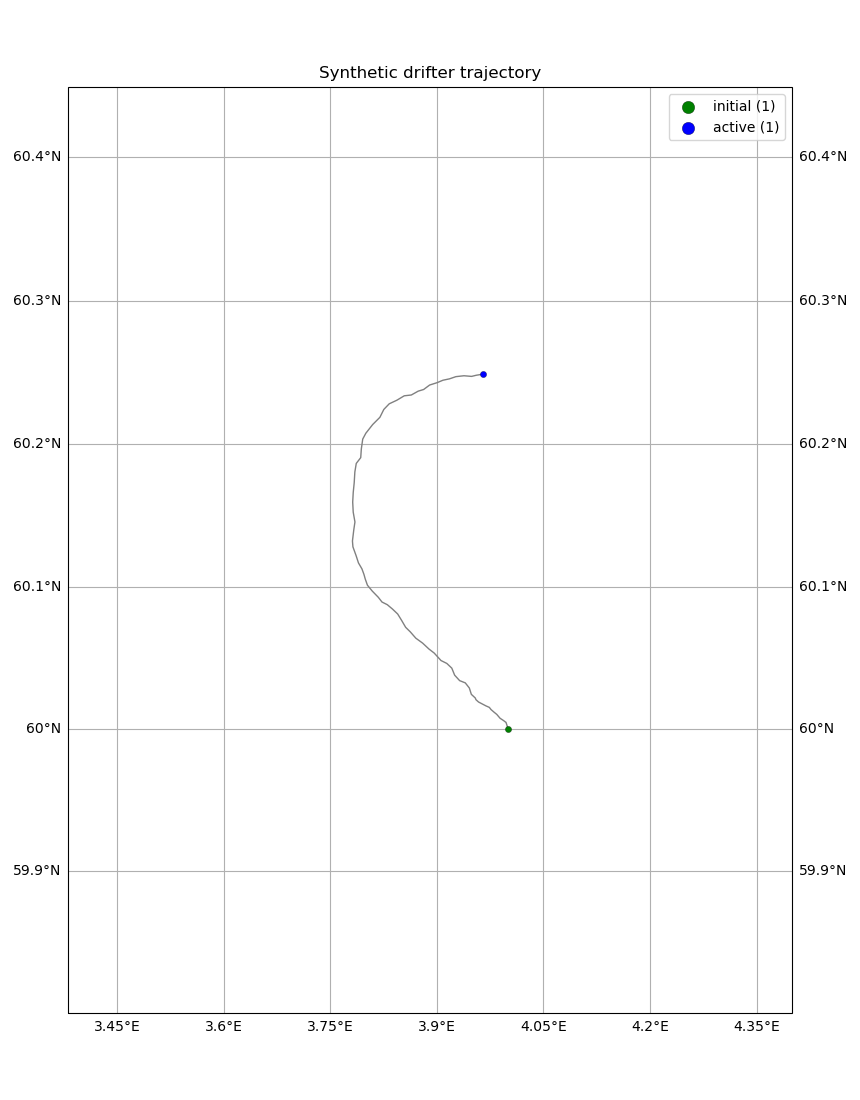 Synthetic drifter trajectory
initial (1)
active (1)
60.4°N 60.4°N
60.3°N 60.3°N
60.2°N 60.2°N
60.1°N 60.1°N
60°N 60°N
59.9°N 59.9°N
3.45°E 3.6°E 3.75°E 3.9°E 4.05°E 4.2°E 4.35°E